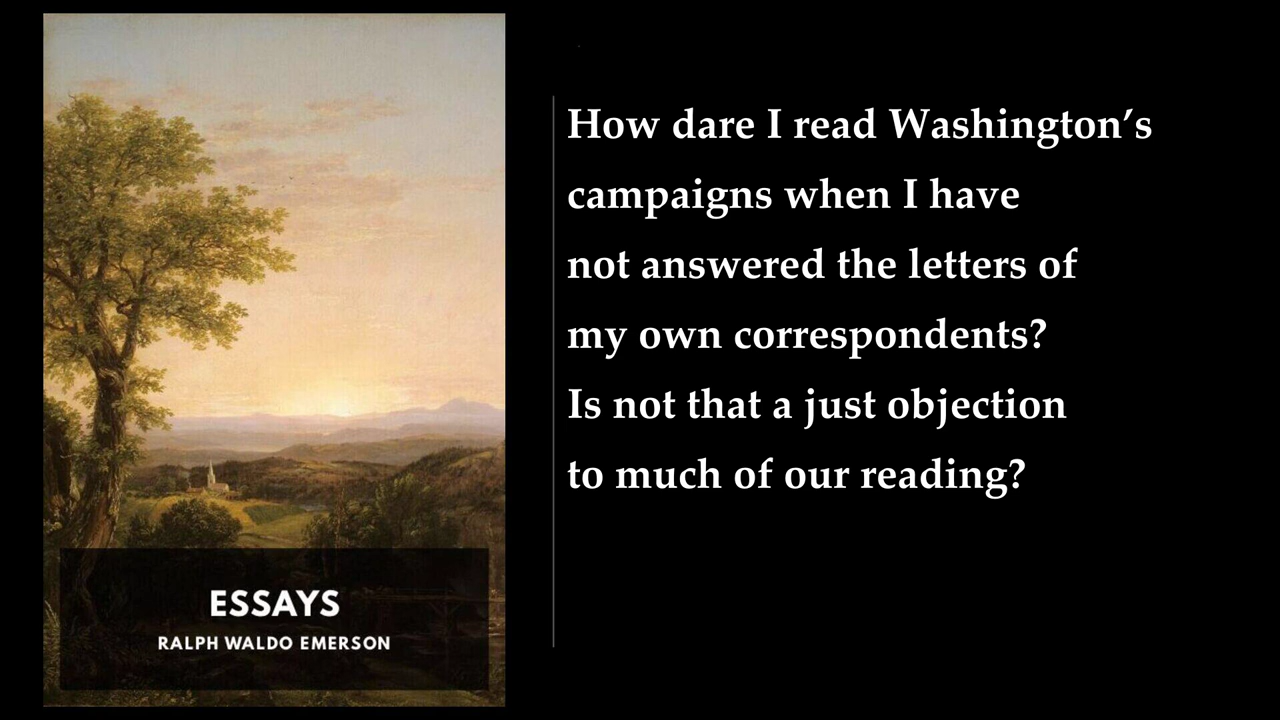 ESSAYS
RALPH WALDO EMERSON
How dare I read Washington’s
campaigns when I have
not answered the letters of
my own correspondents?
Is not that a just objection
to much of our reading?